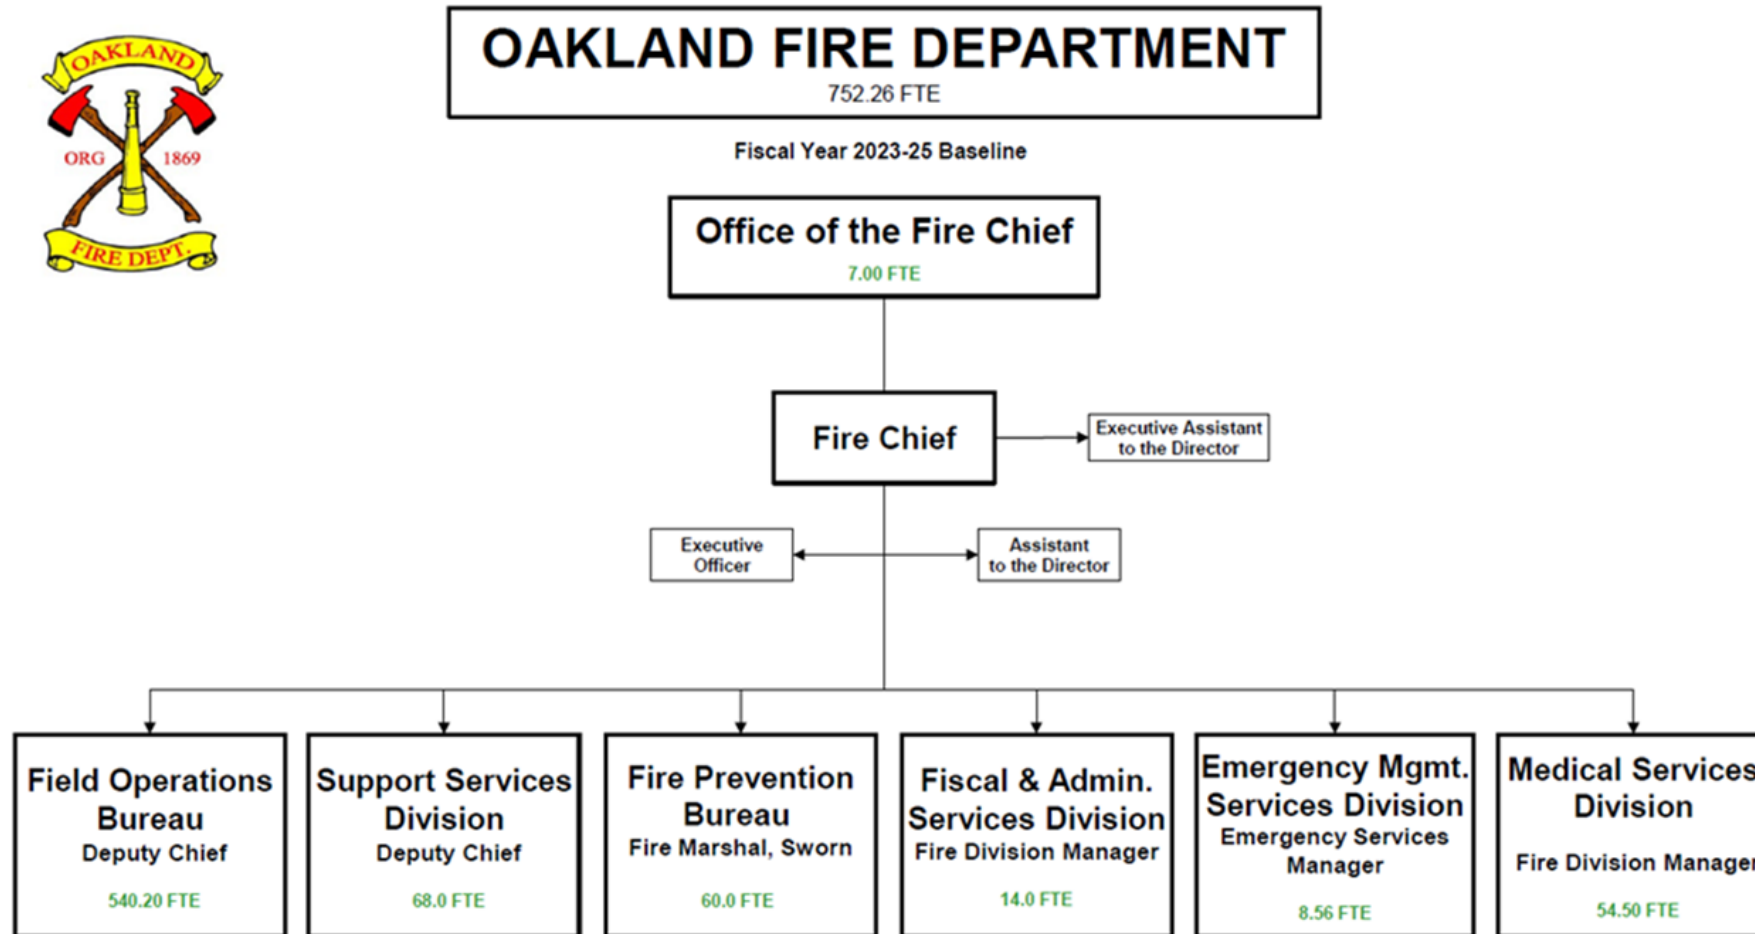 OAKLAND
ORG 1869
FIRE DEPT.
OAKLAND FIRE DEPARTMENT
752.26 FTE
Fiscal Year 2023-25 Baseline
Office of the Fire Chief
7.00 FTE
Fire Chief
Executive Assistant
to the Director
Executive
Officer
Assistant
to the Director
Field Operations
Bureau
Deputy Chief
540.20 FTE
Support Services
Division
Deputy Chief
68.0 FTE
Fire Prevention
Bureau
Fire Marshal, Sworn
60.0 FTE
Fiscal & Admin.
Services Division
Fire Division Manager
14.0 FTE
Emergency Mgmt.
Services Division
Emergency Services
Manager
8.56 FTE
Medical Services
Division
Fire Division Manager
54.50 FTE